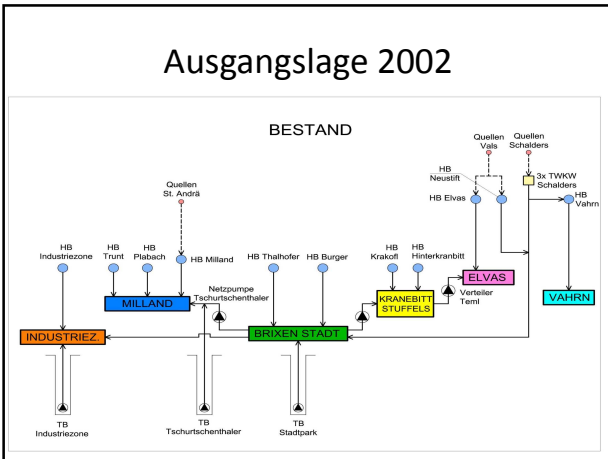 Ausgangslage 2002
BESTAND
Quellen
Vals
Quellen
Schalders
HB
Neustift
3x TWKW
Schalders
HB
Vahrn
HB Elvas
Quellen
St. Andrä
HB
Industriezone
HB
Trunt
HB
Plabach
HB Milland
HB Thalhofer
HB Burger
HB
Krakofl
HB
Hinterkranbitt
Netzpumpe
Tschurtschenthaler
ELVAS
Verteiler
Teml
VAHRN
MILLAND
KRANEBITT
STUFFELS
INDUSTRIEZ.
BRIXEN STADT
TB
Industriezone
TB
Tschurtschenthaler
TB
Stadtpark